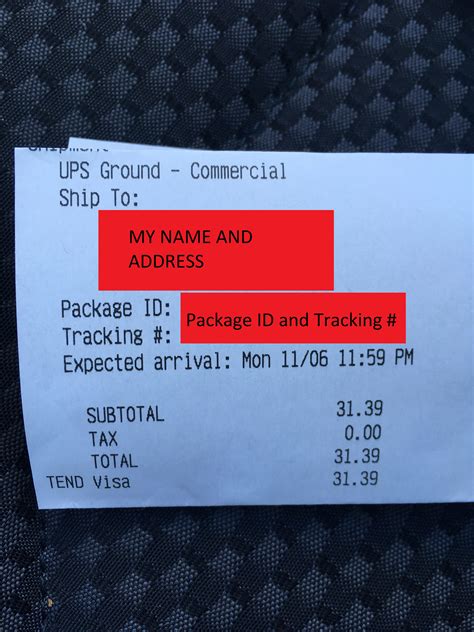 Shipment
UPS Ground - Commercial
Ship To:
MY NAME AND
ADDRESS
Package ID: Package ID and Tracking #
Tracking #:
Expected arrival: Mon 11/06 11:59 PM
SUBTOTAL 31.39
TAX 0.00
TOTAL 31.39
TEND Visa 31.39